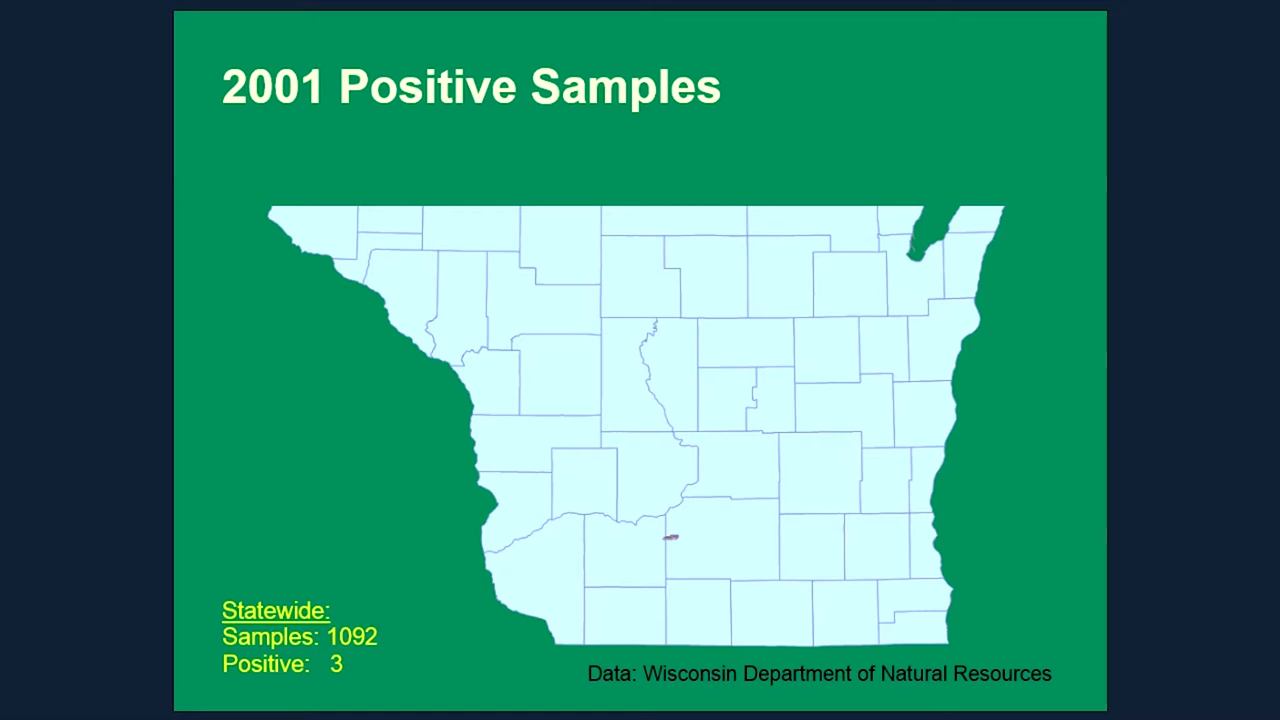 2001 Positive Samples
Statewide:
Samples: 1092
Positive: 3
Data: Wisconsin Department of Natural Resources